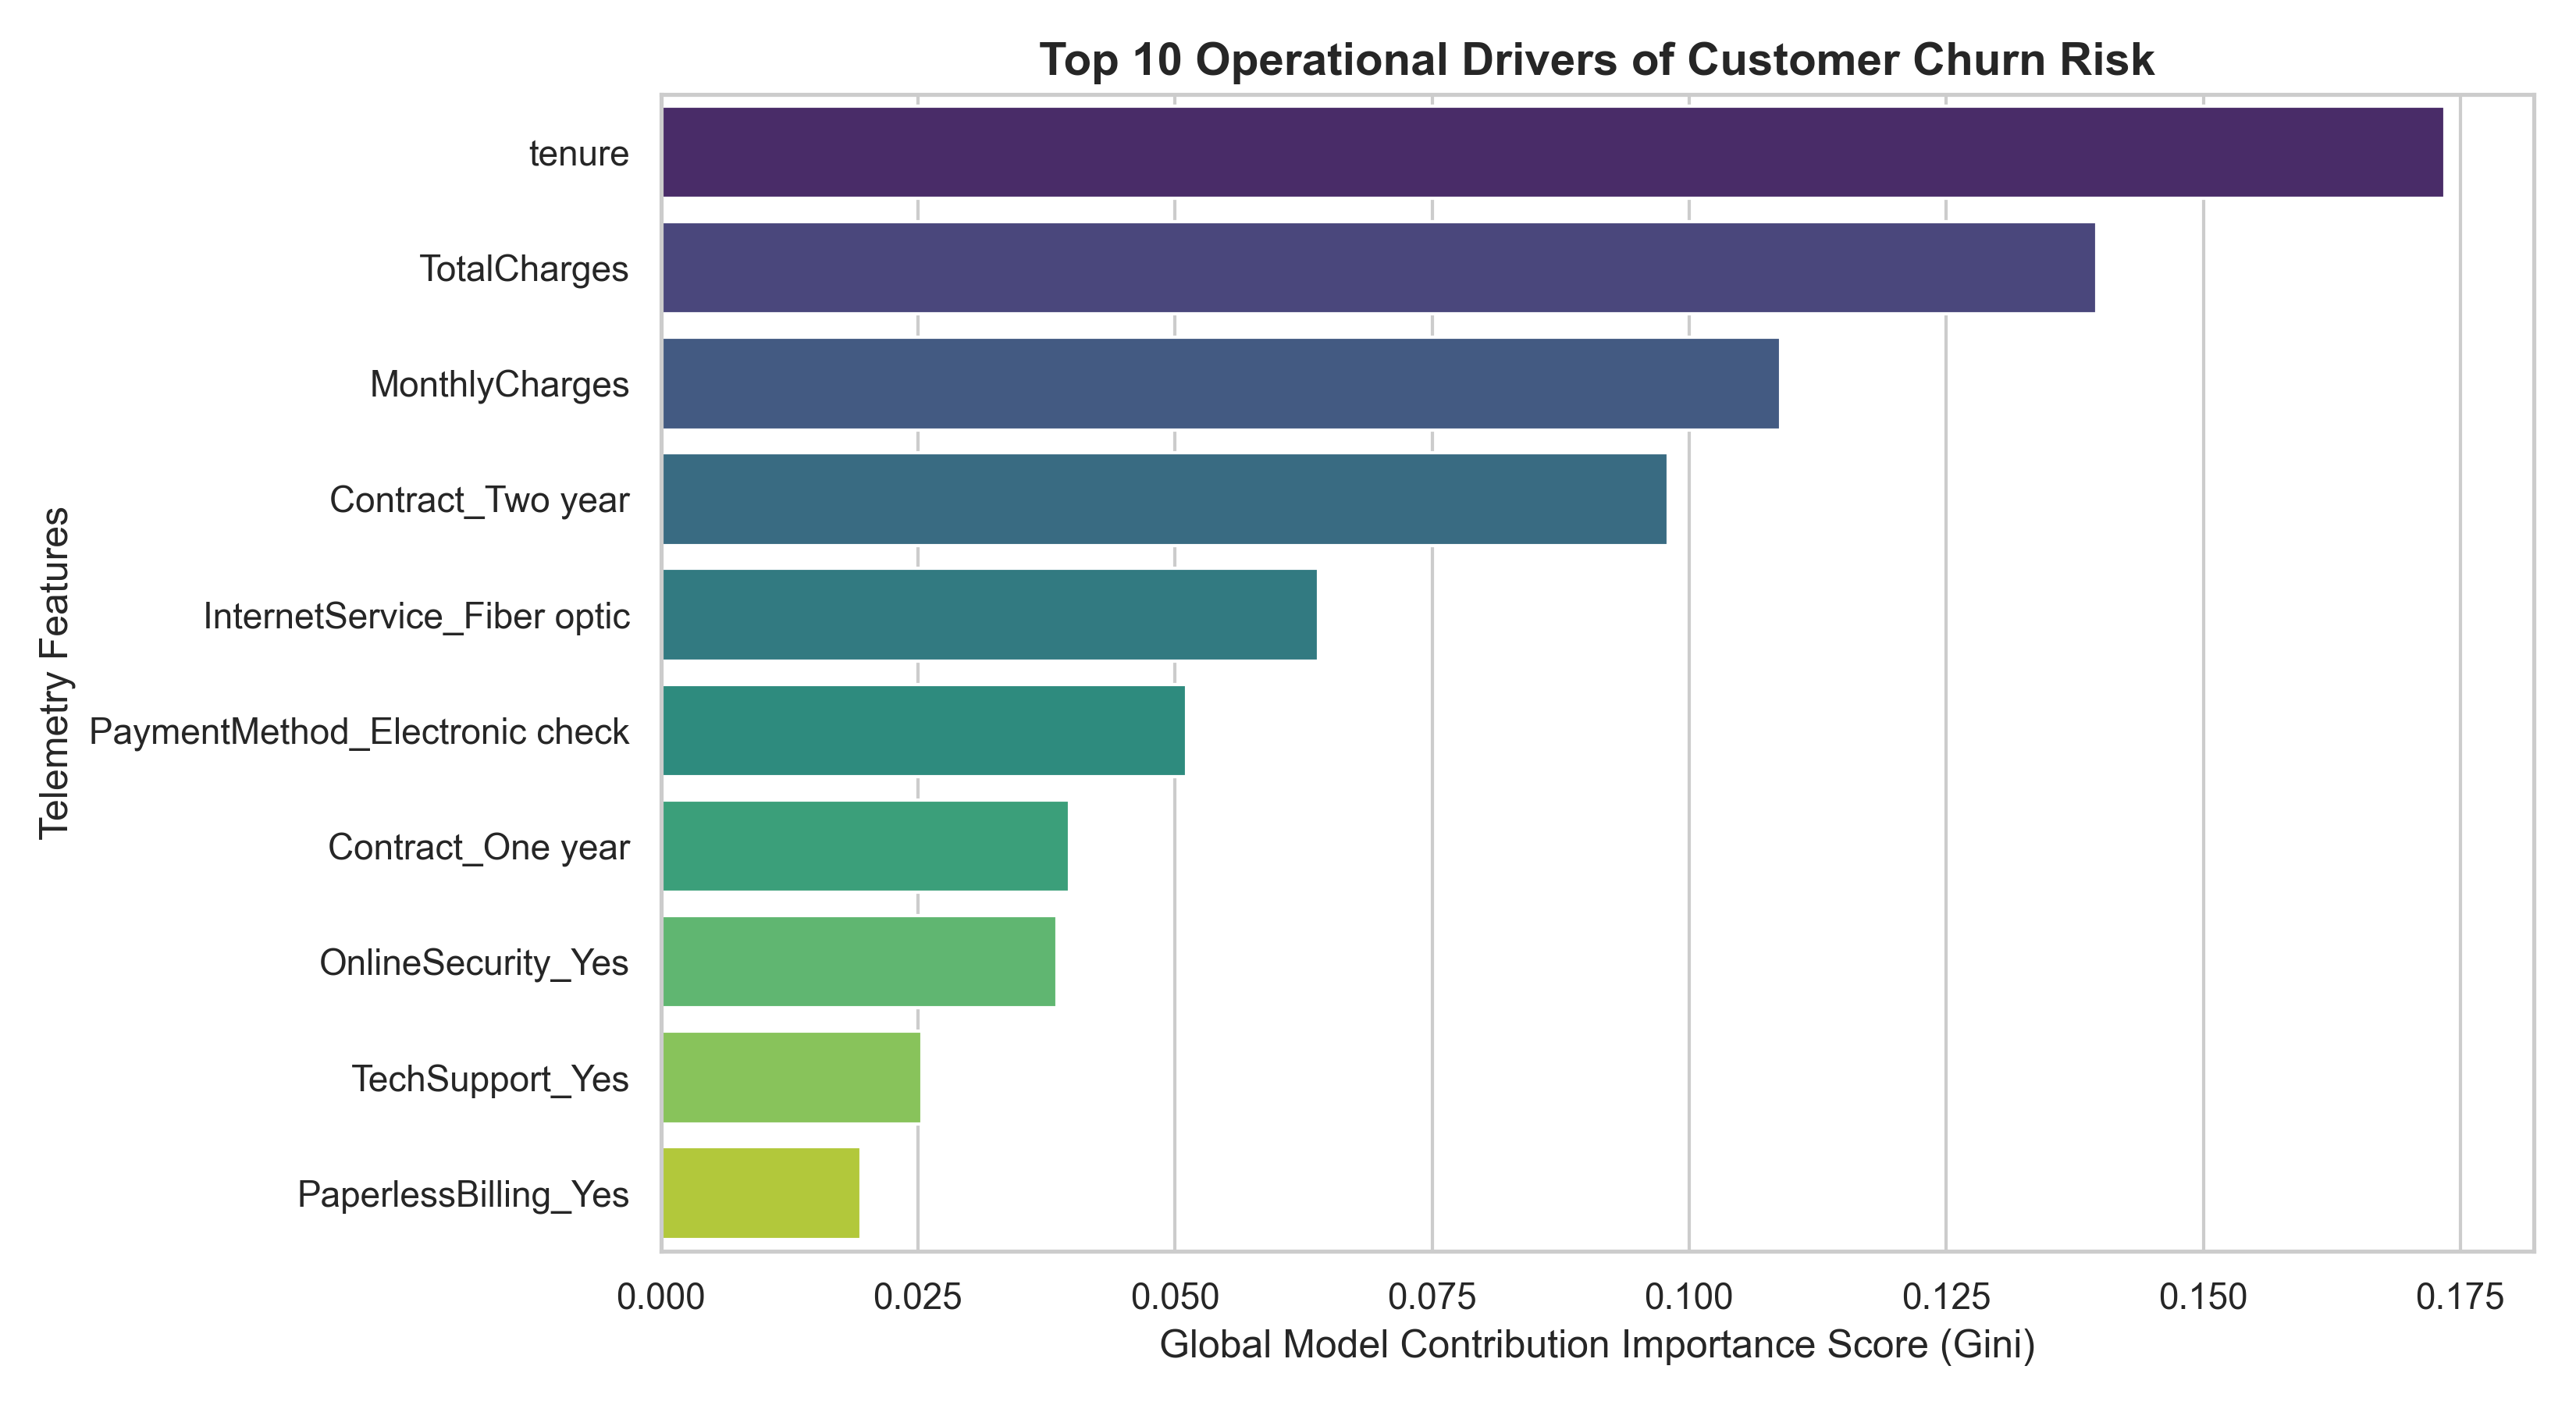 Top 10 Operational Drivers of Customer Churn Risk
Telemetry Features
tenure
TotalCharges
MonthlyCharges
Contract_Two year
InternetService_Fiber optic
PaymentMethod_Electronic check
Contract_One year
OnlineSecurity_Yes
TechSupport_Yes
PaperlessBilling_Yes
0.000 0.025 0.050 0.075 0.100 0.125 0.150 0.175
Global Model Contribution Importance Score (Gini)